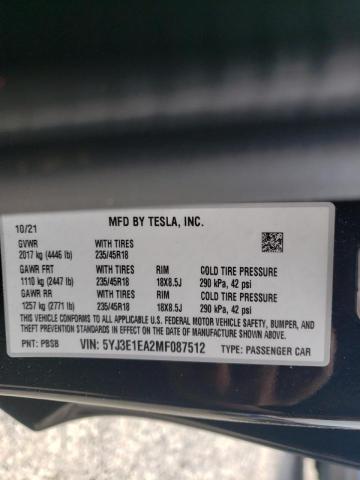 MFD BY TESLA, INC.
10/21
GVWR WITH TIRES
2017 kg (4446 lb) 235/45R18
GAWR FRT WITH TIRES RIM COLD TIRE PRESSURE
1110 kg (2447 lb) 235/45R18 18X8.5J 290 kPa, 42 psi
GAWR RR WITH TIRES RIM COLD TIRE PRESSURE
1257 kg (2771 lb) 235/45R18 18X8.5J 290 kPa, 42 psi
THIS VEHICLE CONFORMS TO ALL APPLICABLE U.S. FEDERAL MOTOR VEHICLE SAFETY, BUMPER, AND
THEFT PREVENTION STANDARDS IN EFFECT ON THE DATE OF MANUFACTURE SHOWN ABOVE.
PNT: PBSB VIN: 5YJ3E1EA2MF087512 TYPE: PASSENGER CAR